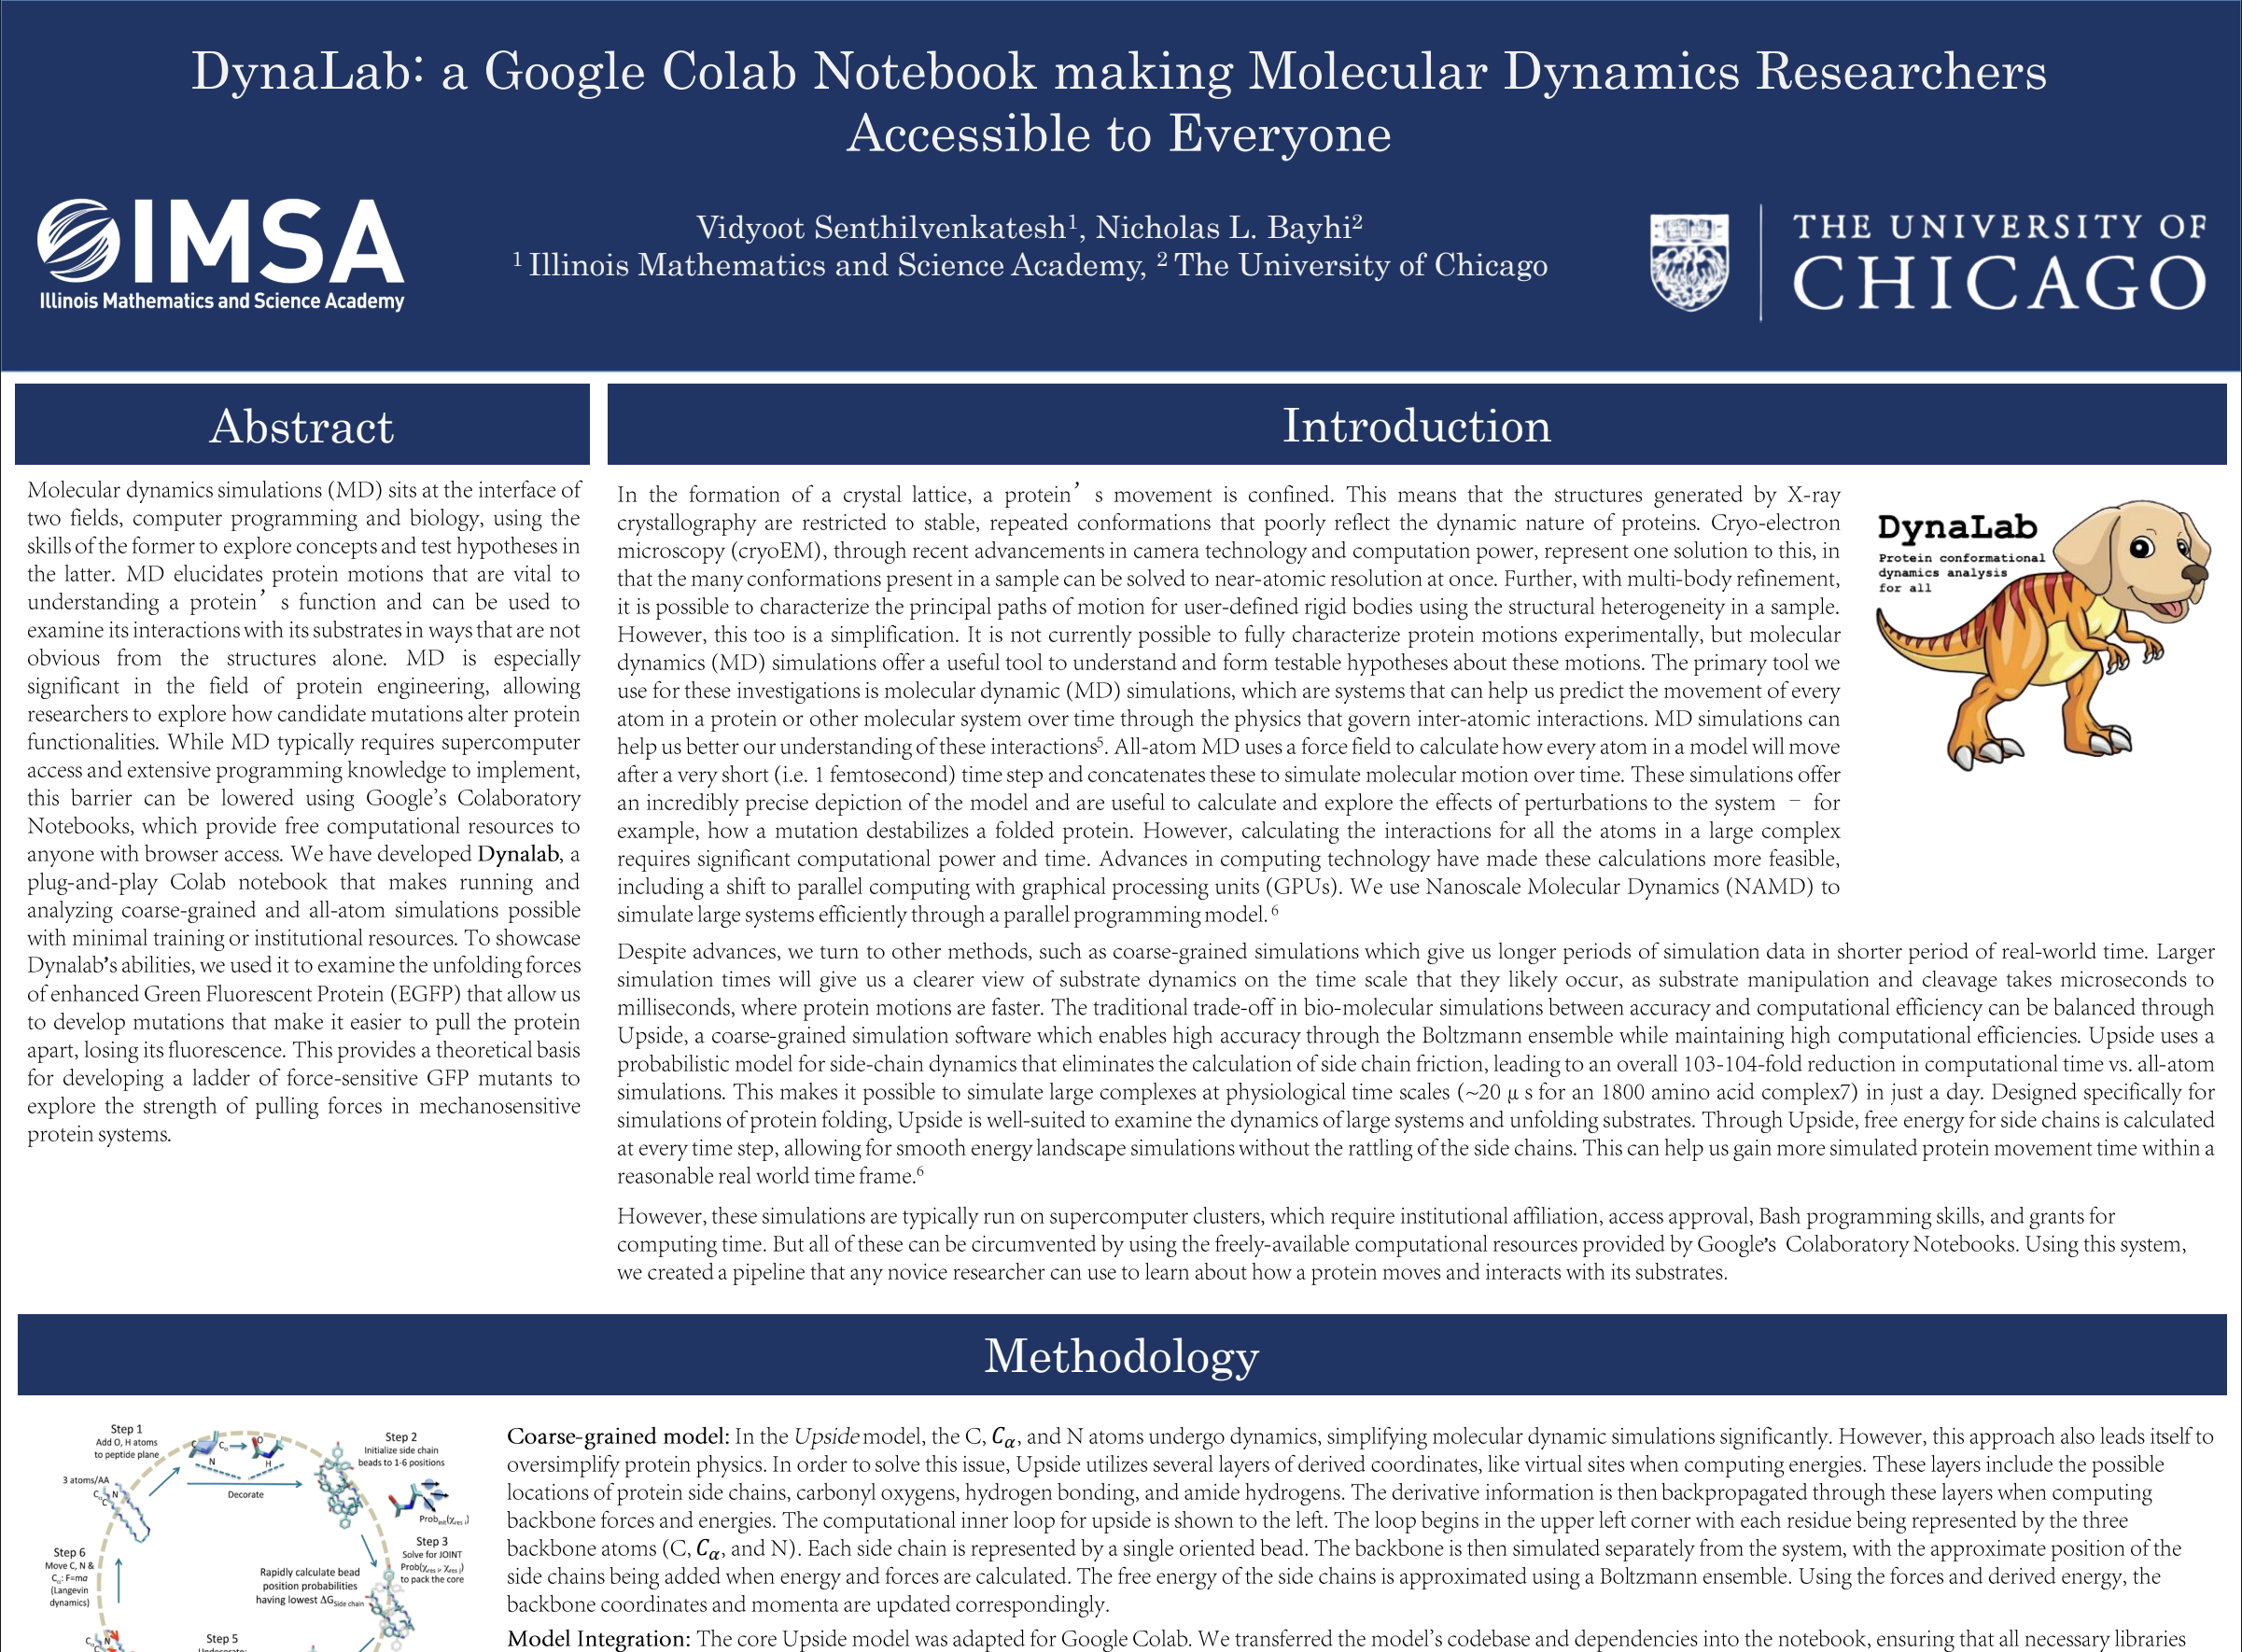 DynaLab: a Google Colab Notebook making Molecular Dynamics Researchers
Accessible to Everyone
IMSA
Illinois Mathematics and Science Academy
Vidyoot Senthilvenkatesh¹, Nicholas L. Bayhi²
¹ Illinois Mathematics and Science Academy, ² The University of Chicago
THE UNIVERSITY OF
CHICAGO
Abstract
Molecular dynamics simulations (MD) sits at the interface of
two fields, computer programming and biology, using the
skills of the former to explore concepts and test hypotheses in
the latter. MD elucidates protein motions that are vital to
understanding a protein’ s function and can be used to
examine its interactions with its substrates in ways that are not
obvious from the structures alone. MD is especially
significant in the field of protein engineering, allowing
researchers to explore how candidate mutations alter protein
functionalities. While MD typically requires supercomputer
access and extensive programming knowledge to implement,
this barrier can be lowered using Google’s Colaboratory
Notebooks, which provide free computational resources to
anyone with browser access. We have developed Dynalab, a
plug-and-play Colab notebook that makes running and
analyzing coarse-grained and all-atom simulations possible
with minimal training or institutional resources. To showcase
Dynalab’s abilities, we used it to examine the unfolding forces
of enhanced Green Fluorescent Protein (EGFP) that allow us
to develop mutations that make it easier to pull the protein
apart, losing its fluorescence. This provides a theoretical basis
for developing a ladder of force-sensitive GFP mutants to
explore the strength of pulling forces in mechanosensitive
protein systems.
Introduction
In the formation of a crystal lattice, a protein’ s movement is confined. This means that the structures generated by X-ray
crystallography are restricted to stable, repeated conformations that poorly reflect the dynamic nature of proteins. Cryo-electron
microscopy (cryoEM), through recent advancements in camera technology and computation power, represent one solution to this, in
that the many conformations present in a sample can be solved to near-atomic resolution at once. Further, with multi-body refinement,
it is possible to characterize the principal paths of motion for user-defined rigid bodies using the structural heterogeneity in a sample.
However, this too is a simplification. It is not currently possible to fully characterize protein motions experimentally, but molecular
dynamics (MD) simulations offer a useful tool to understand and form testable hypotheses about these motions. The primary tool we
use for these investigations is molecular dynamic (MD) simulations, which are systems that can help us predict the movement of every
atom in a protein or other molecular system over time through the physics that govern inter-atomic interactions. MD simulations can
help us better our understanding of these interactions⁵. All-atom MD uses a force field to calculate how every atom in a model will move
after a very short (i.e. 1 femtosecond) time step and concatenates these to simulate molecular motion over time. These simulations offer
an incredibly precise depiction of the model and are useful to calculate and explore the effects of perturbations to the system – for
example, how a mutation destabilizes a folded protein. However, calculating the interactions for all the atoms in a large complex
requires significant computational power and time. Advances in computing technology have made these calculations more feasible,
including a shift to parallel computing with graphical processing units (GPUs). We use Nanoscale Molecular Dynamics (NAMD) to
simulate large systems efficiently through a parallel programming model. ⁶
DynaLab
Protein conformational
dynamics analysis
for all
Despite advances, we turn to other methods, such as coarse-grained simulations which give us longer periods of simulation data in shorter period of real-world time. Larger
simulation times will give us a clearer view of substrate dynamics on the time scale that they likely occur, as substrate manipulation and cleavage takes microseconds to
milliseconds, where protein motions are faster. The traditional trade-off in bio-molecular simulations between accuracy and computational efficiency can be balanced through
Upside, a coarse-grained simulation software which enables high accuracy through the Boltzmann ensemble while maintaining high computational efficiencies. Upside uses a
probabilistic model for side-chain dynamics that eliminates the calculation of side chain friction, leading to an overall 103-104-fold reduction in computational time vs. all-atom
simulations. This makes it possible to simulate large complexes at physiological time scales (~20 μ s for an 1800 amino acid complex7) in just a day. Designed specifically for
simulations of protein folding, Upside is well-suited to examine the dynamics of large systems and unfolding substrates. Through Upside, free energy for side chains is calculated
at every time step, allowing for smooth energy landscape simulations without the rattling of the side chains. This can help us gain more simulated protein movement time within a
reasonable real world time frame.⁶
However, these simulations are typically run on supercomputer clusters, which require institutional affiliation, access approval, Bash programming skills, and grants for
computing time. But all of these can be circumvented by using the freely-available computational resources provided by Google’s Colaboratory Notebooks. Using this system,
we created a pipeline that any novice researcher can use to learn about how a protein moves and interacts with its substrates.
Methodology
Step 1
Add O, H atoms
to peptide plane
C Cα N
O H
Decorate
Step 2
Initialize side chain
beads to 1-6 positions
3 atoms/AA
Cα C N
Prob_init(χres i)
Step 3
Solve for JOINT
Prob(χres i, χres j)
to pack the core
Step 6
Move C, N &
Cα: F=ma
(Langevin
dynamics)
Rapidly calculate bead
position probabilities
having lowest ΔG_Side chain
Cα N
Step 5
Coarse-grained model: In the Upside model, the C, Cα, and N atoms undergo dynamics, simplifying molecular dynamic simulations significantly. However, this approach also leads itself to
oversimplify protein physics. In order to solve this issue, Upside utilizes several layers of derived coordinates, like virtual sites when computing energies. These layers include the possible
locations of protein side chains, carbonyl oxygens, hydrogen bonding, and amide hydrogens. The derivative information is then backpropagated through these layers when computing
backbone forces and energies. The computational inner loop for upside is shown to the left. The loop begins in the upper left corner with each residue being represented by the three
backbone atoms (C, Cα, and N). Each side chain is represented by a single oriented bead. The backbone is then simulated separately from the system, with the approximate position of the
side chains being added when energy and forces are calculated. The free energy of the side chains is approximated using a Boltzmann ensemble. Using the forces and derived energy, the
backbone coordinates and momenta are updated correspondingly.
Model Integration: The core Upside model was adapted for Google Colab. We transferred the model’s codebase and dependencies into the notebook, ensuring that all necessary libraries